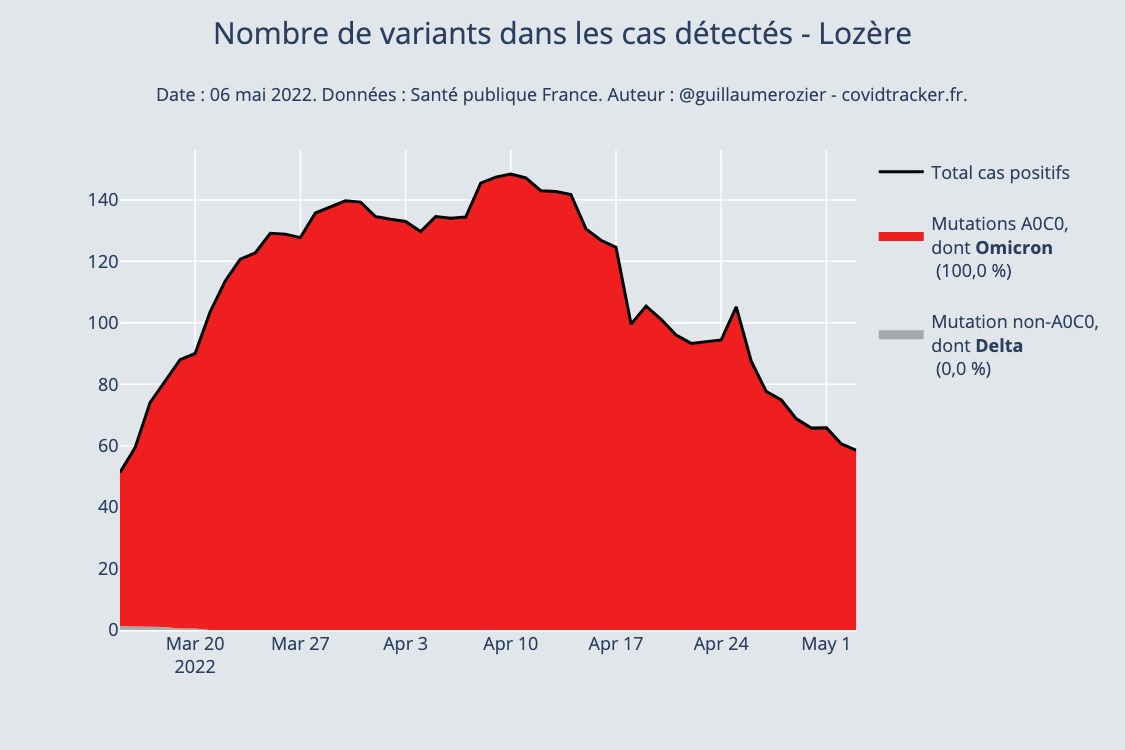 Nombre de variants dans les cas détectés - Lozère
Date : 06 mai 2022. Données : Santé publique France. Auteur : @guillaumerozier - covidtracker.fr.
Total cas positifs
Mutations A0C0,
dont Omicron
(100,0 %)
Mutation non-A0C0,
dont Delta
(0,0 %)
140
120
100
80
60
40
20
0
Mar 20
2022
Mar 27
Apr 3
Apr 10
Apr 17
Apr 24
May 1